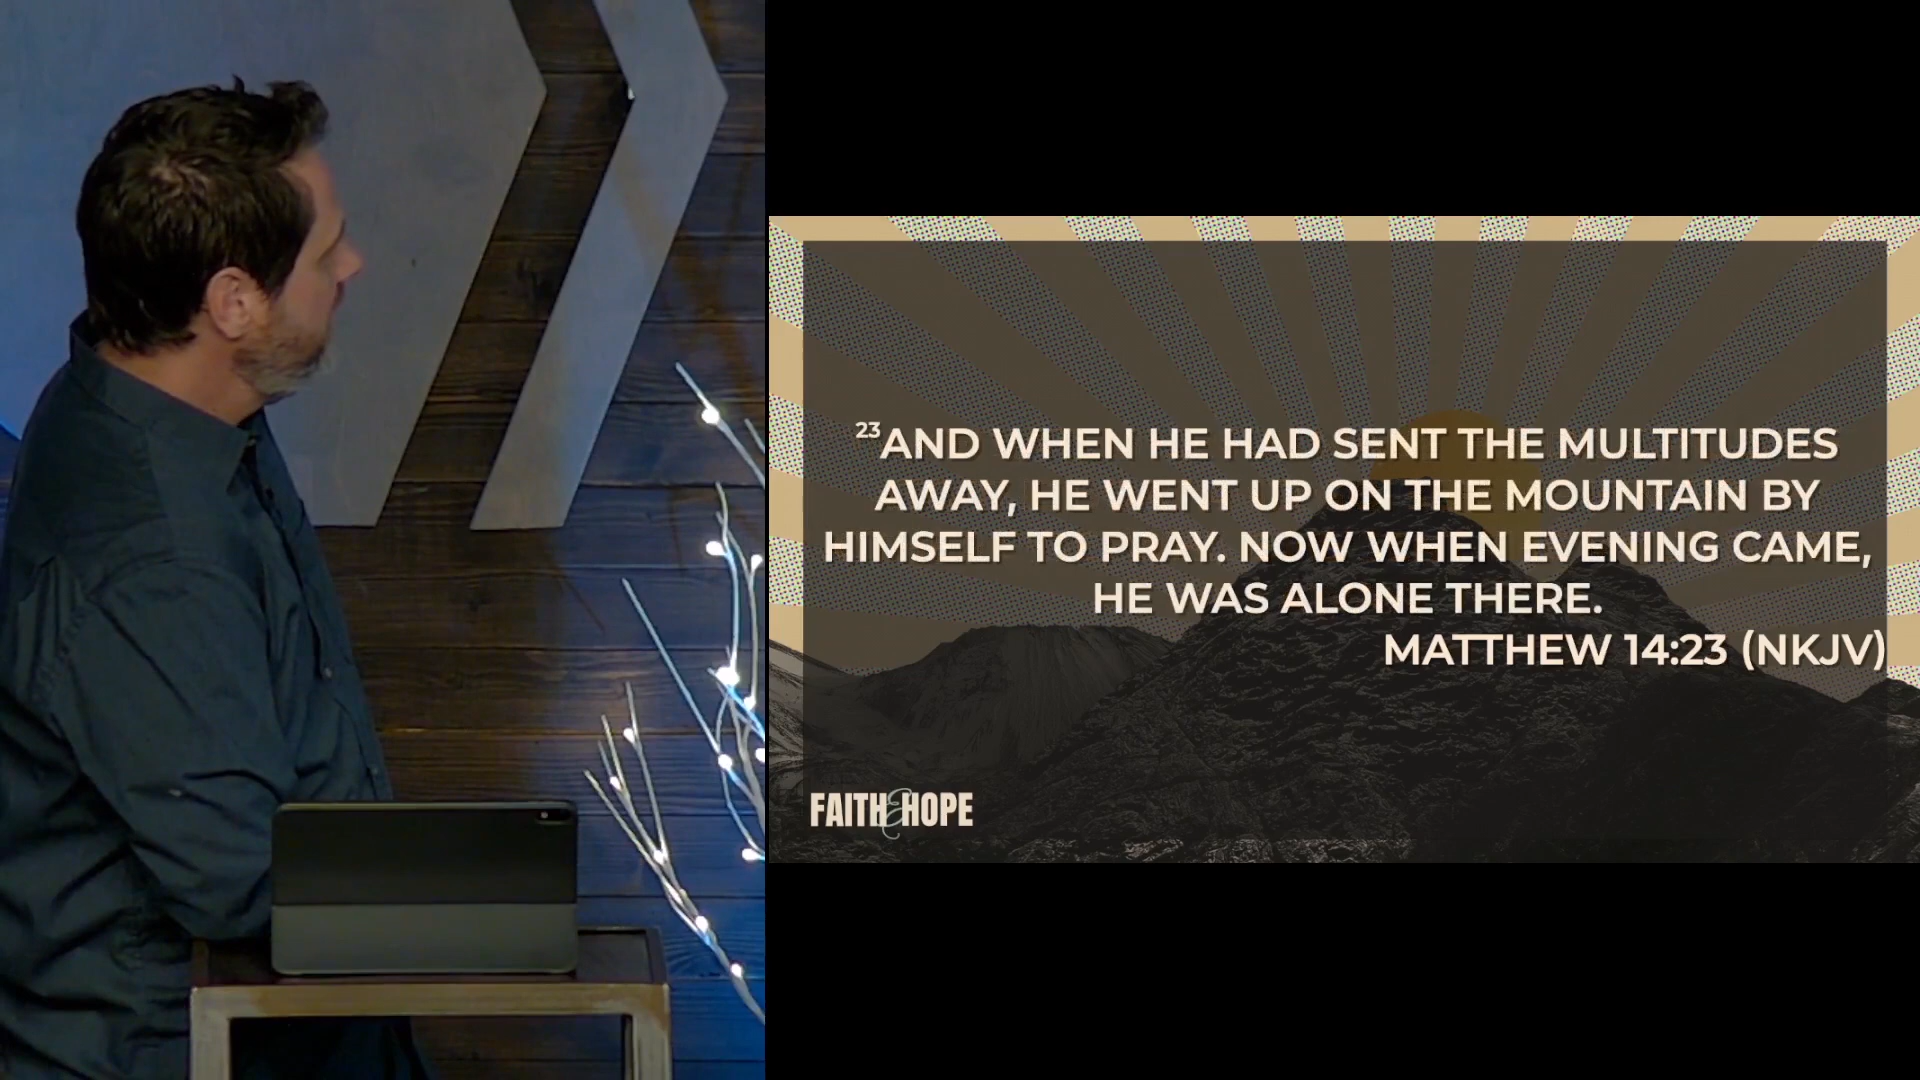 23AND WHEN HE HAD SENT THE MULTITUDES
AWAY, HE WENT UP ON THE MOUNTAIN BY
HIMSELF TO PRAY. NOW WHEN EVENING CAME,
HE WAS ALONE THERE.
MATTHEW 14:23 (NKJV)
FAITH & HOPE